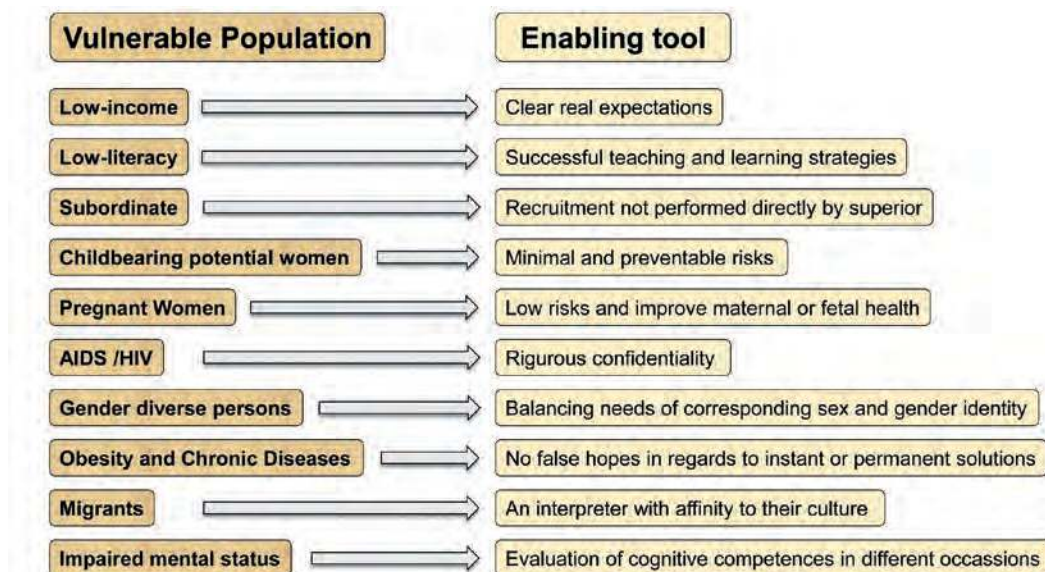 Vulnerable Population Enabling tool
Low-income Clear real expectations
Low-literacy Successful teaching and learning strategies
Subordinate Recruitment not performed directly by superior
Childbearing potential women Minimal and preventable risks
Pregnant Women Low risks and improve maternal or fetal health
AIDS /HIV Rigurous confidentiality
Gender diverse persons Balancing needs of corresponding sex and gender identity
Obesity and Chronic Diseases No false hopes in regards to instant or permanent solutions
Migrants An interpreter with affinity to their culture
Impaired mental status Evaluation of cognitive competences in different occassions